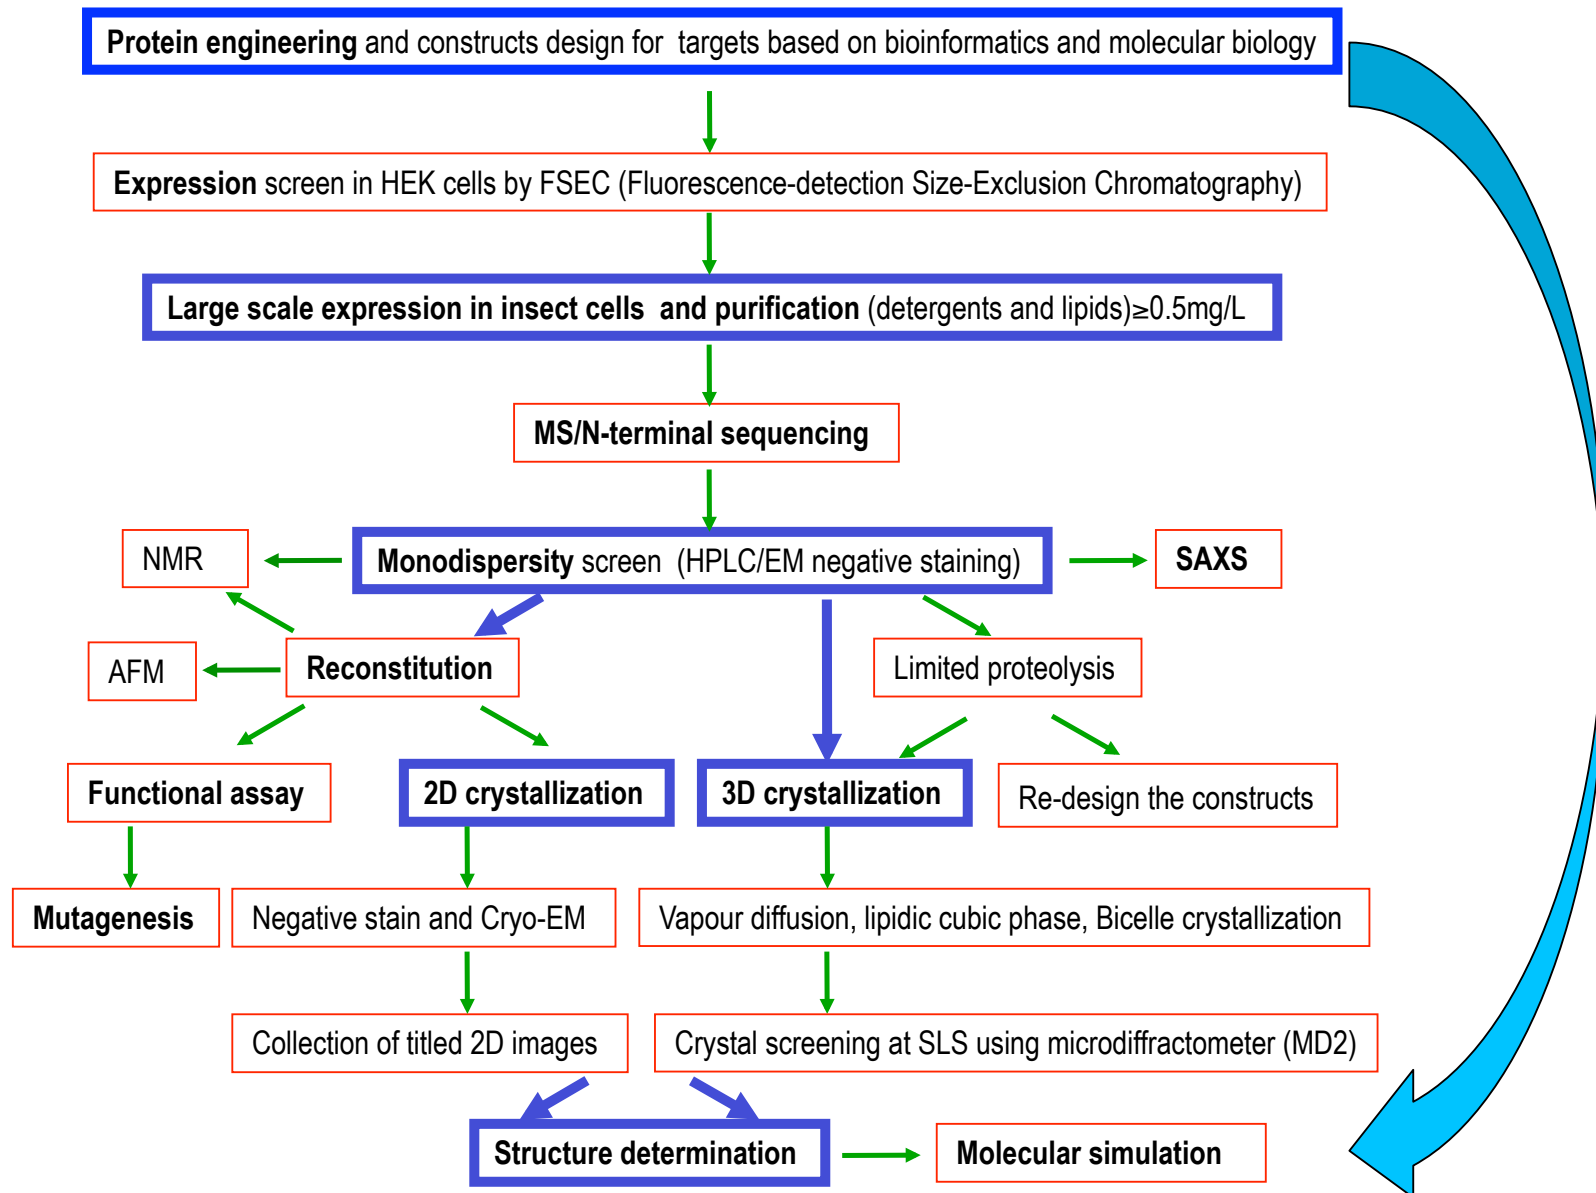 Protein engineering and constructs design for targets based on bioinformatics and molecular biology
Expression screen in HEK cells by FSEC (Fluorescence-detection Size-Exclusion Chromatography)
Large scale expression in insect cells and purification (detergents and lipids)≥0.5mg/L
MS/N-terminal sequencing
NMR
Monodispersity screen (HPLC/EM negative staining)
SAXS
AFM
Reconstitution
Limited proteolysis
Functional assay
2D crystallization
3D crystallization
Re-design the constructs
Mutagenesis
Negative stain and Cryo-EM
Vapour diffusion, lipidic cubic phase, Bicelle crystallization
Collection of titled 2D images
Crystal screening at SLS using microdiffractometer (MD2)
Structure determination
Molecular simulation